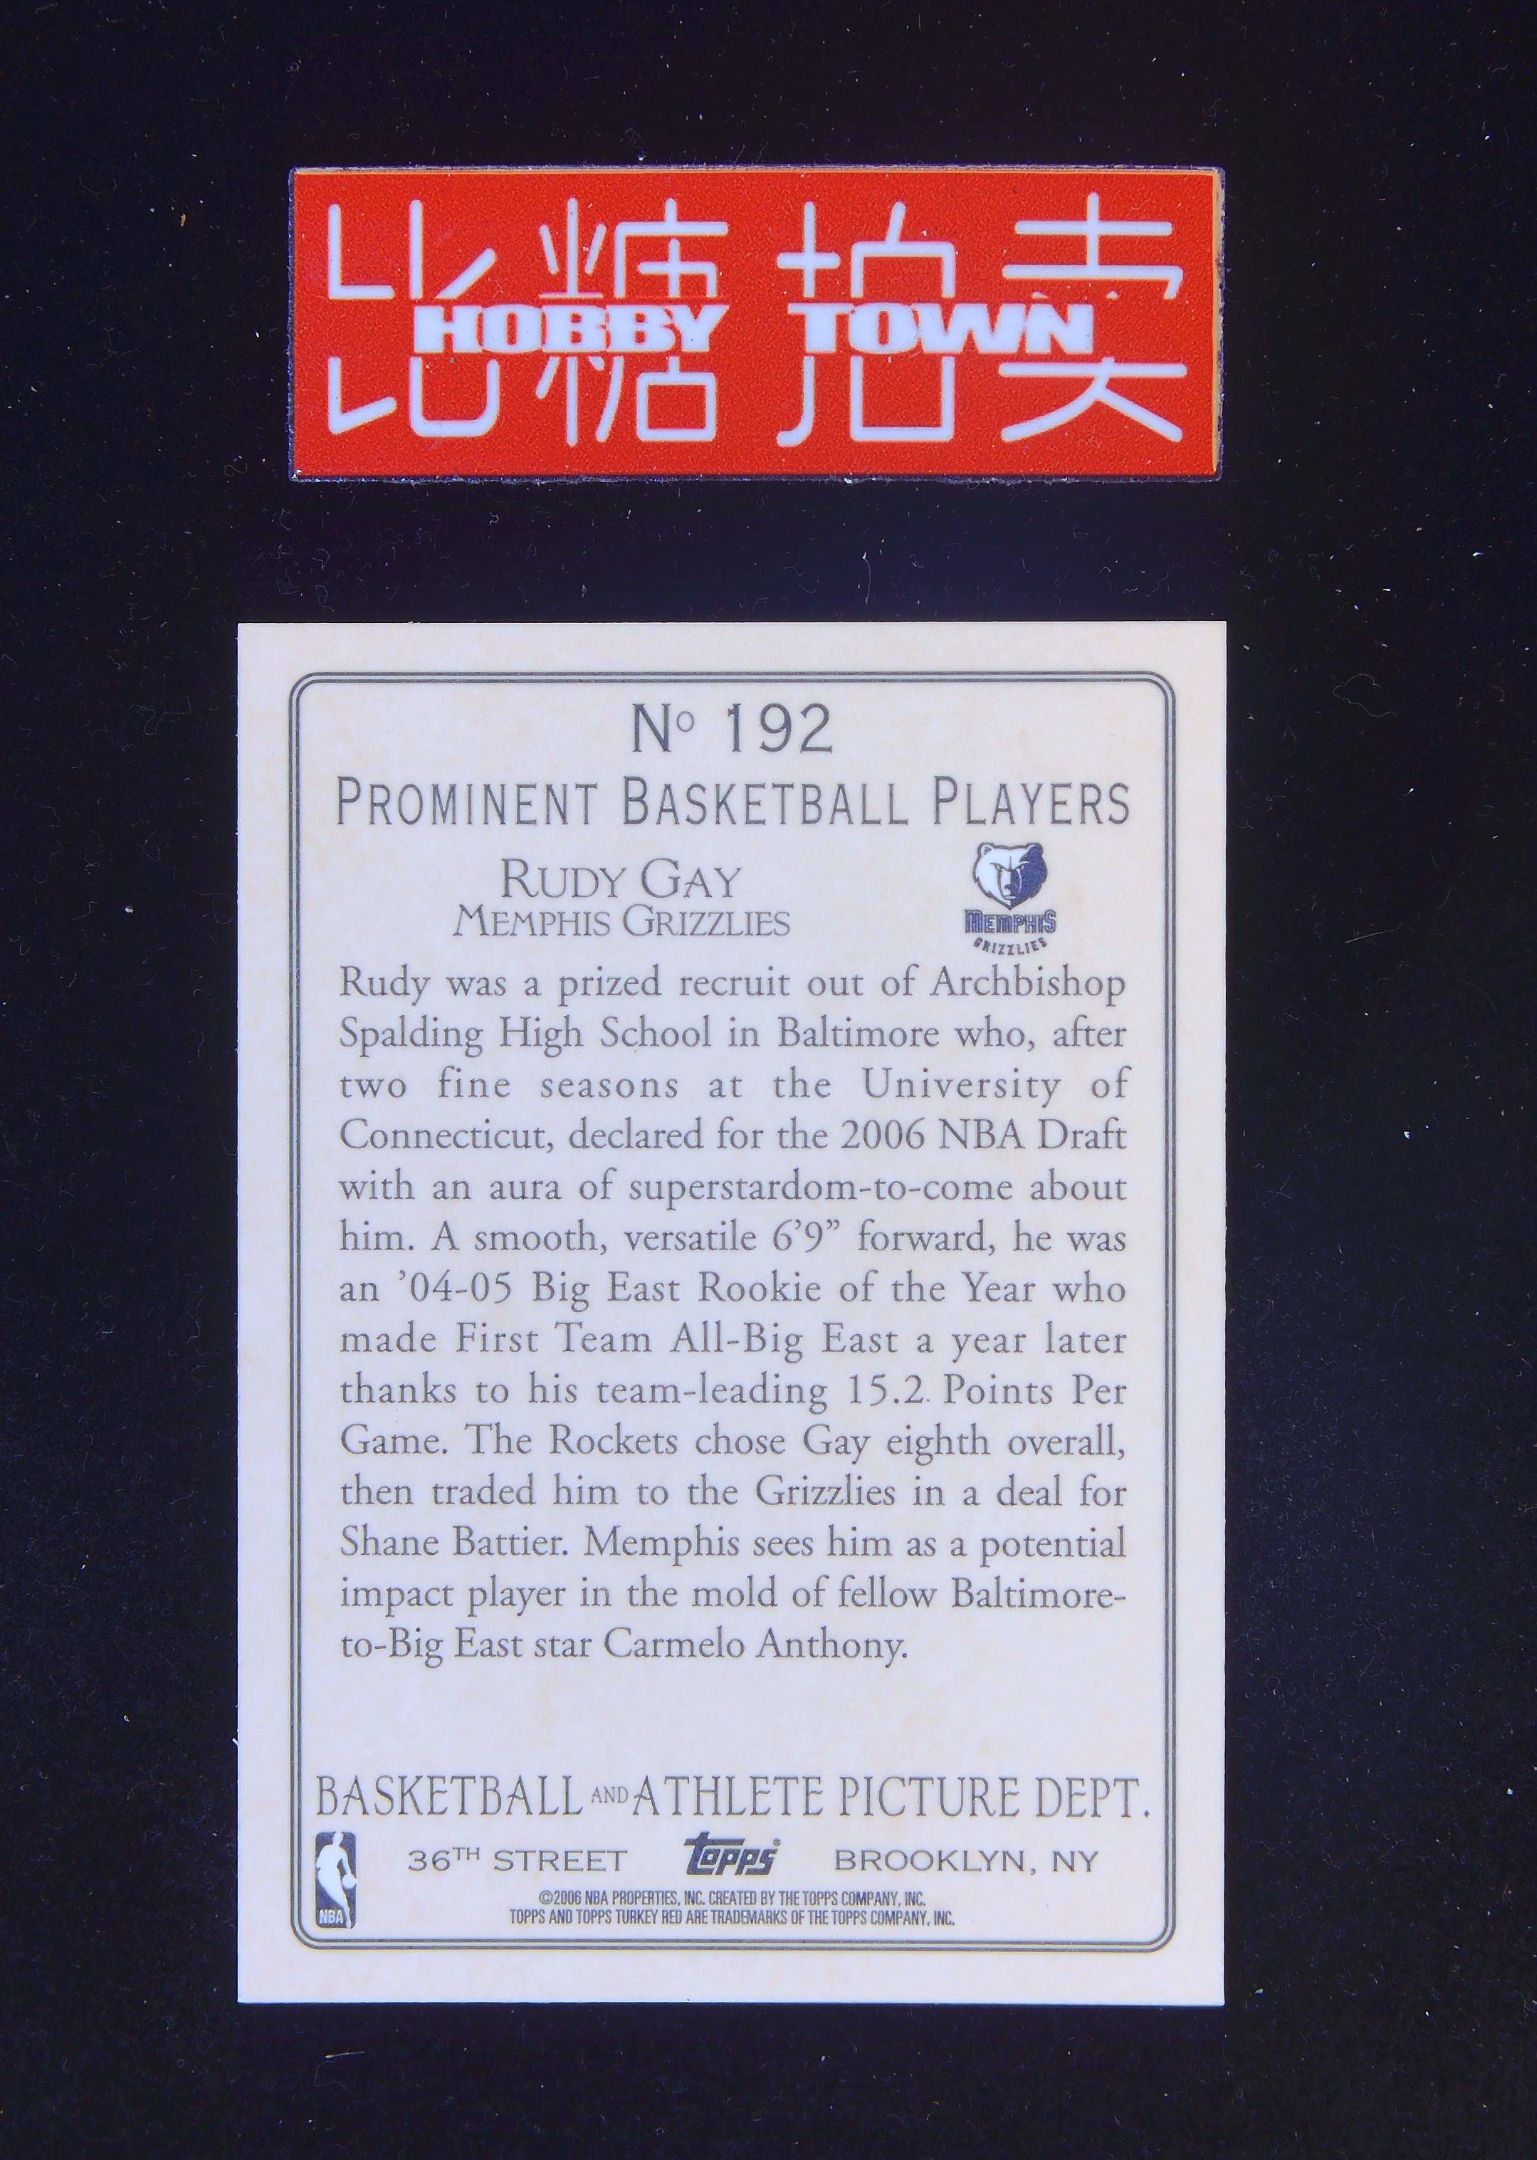 比糖拍卖
HOBBY TOWN
Nº 192
PROMINENT BASKETBALL PLAYERS
RUDY GAY
MEMPHIS GRIZZLIES
MEMPHIS
GRIZZLIES
Rudy was a prized recruit out of Archbishop
Spalding High School in Baltimore who, after
two fine seasons at the University of
Connecticut, declared for the 2006 NBA Draft
with an aura of superstardom-to-come about
him. A smooth, versatile 6’9” forward, he was
an ’04-05 Big East Rookie of the Year who
made First Team All-Big East a year later
thanks to his team-leading 15.2 Points Per
Game. The Rockets chose Gay eighth overall,
then traded him to the Grizzlies in a deal for
Shane Battier. Memphis sees him as a potential
impact player in the mold of fellow Baltimore-
to-Big East star Carmelo Anthony.
BASKETBALL AND ATHLETE PICTURE DEPT.
36TH STREET Topps BROOKLYN, NY
NBA
©2006 NBA PROPERTIES, INC. CREATED BY THE TOPPS COMPANY, INC.
TOPPS AND TOPPS TURKEY RED ARE TRADEMARKS OF THE TOPPS COMPANY, INC.